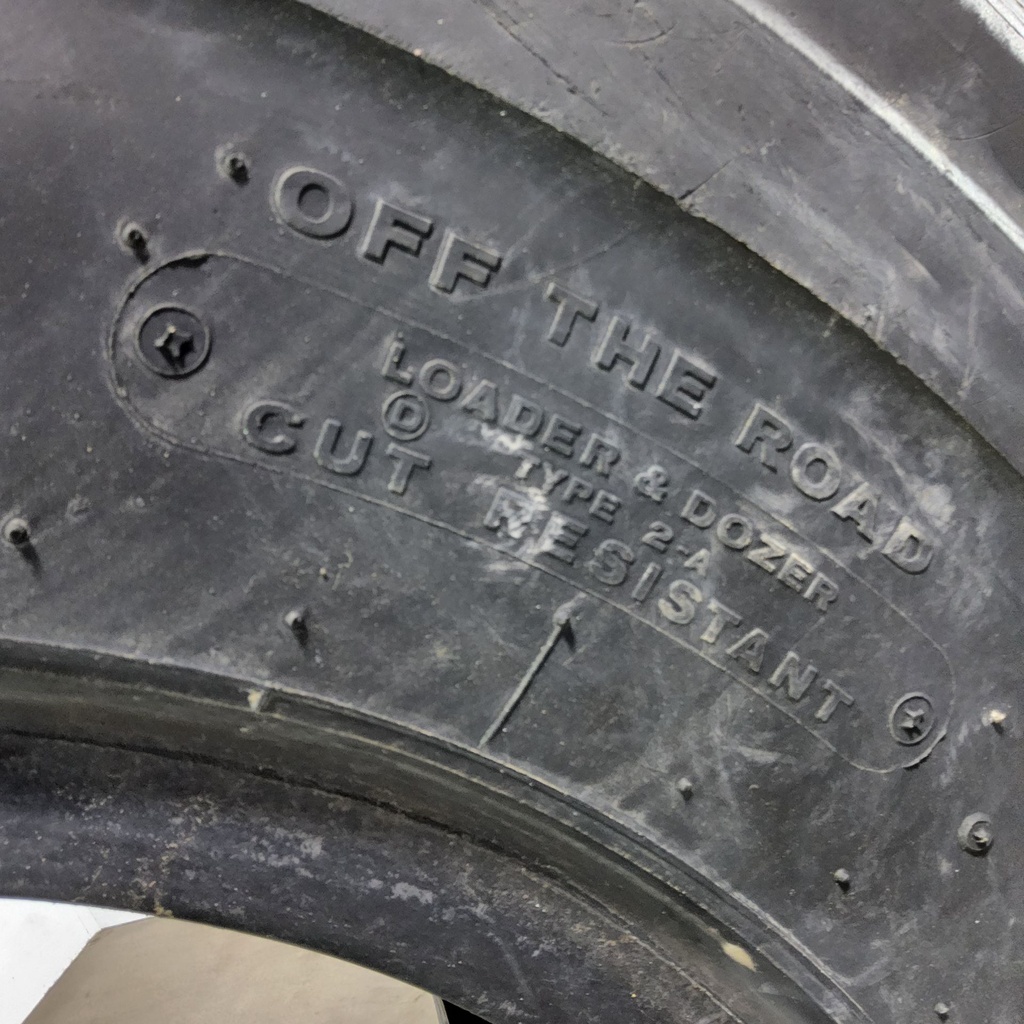 OFF THE ROAD
LOADER & DOZER
D TYPE 2-A
CUT RESISTANT